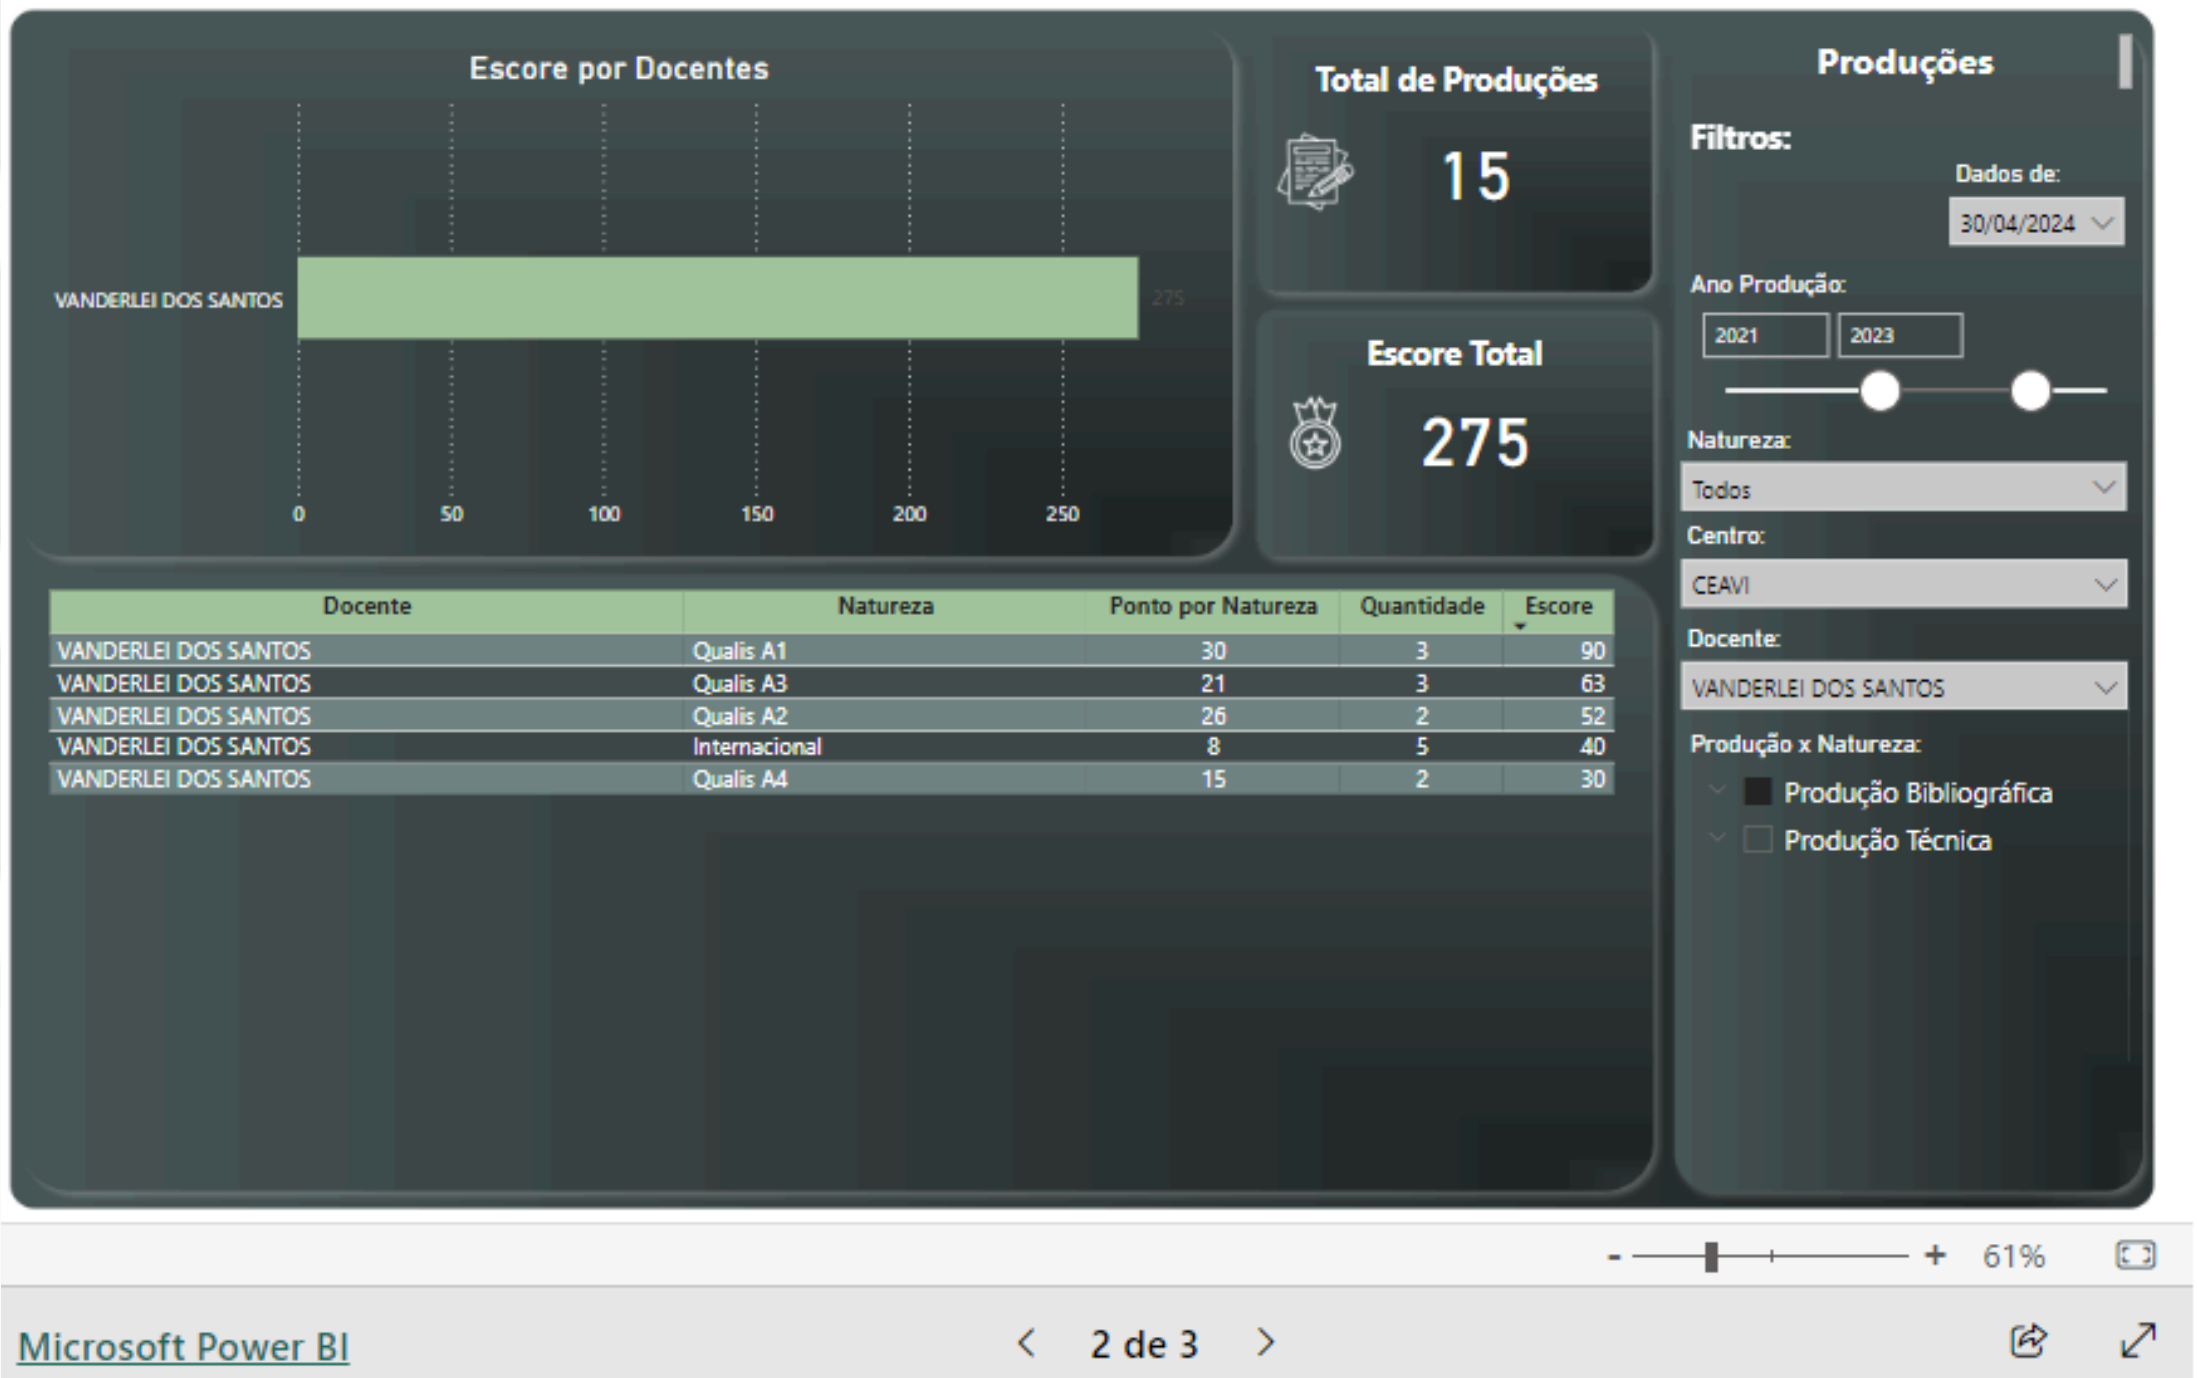 Escore por Docentes
VANDERLEI DOS SANTOS
275
0 50 100 150 200 250
Total de Produções
15
Escore Total
275
Produções
Filtros:
Dados de:
30/04/2024
Ano Produção:
2021 2023
Natureza:
Todos
Centro:
CEAVI
Docente:
VANDERLEI DOS SANTOS
Produção x Natureza:
Produção Bibliográfica
Produção Técnica
Docente Natureza Ponto por Natureza Quantidade Escore
VANDERLEI DOS SANTOS Qualis A1 30 3 90
VANDERLEI DOS SANTOS Qualis A3 21 3 63
VANDERLEI DOS SANTOS Qualis A2 26 2 52
VANDERLEI DOS SANTOS Internacional 8 5 40
VANDERLEI DOS SANTOS Qualis A4 15 2 30
- + 61%
Microsoft Power BI
< 2 de 3 >